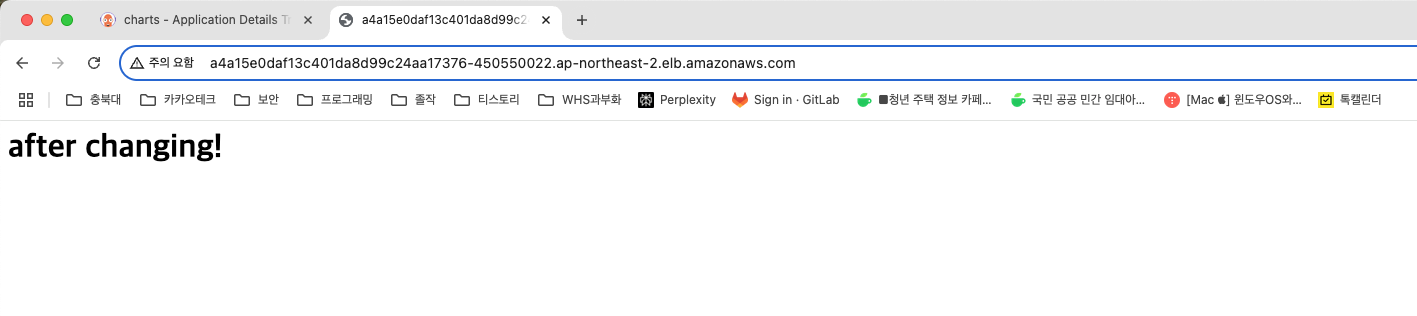 charts - Application Details Tr
a4a15e0daf13c401da8d99c2
주의 요함 a4a15e0daf13c401da8d99c24aa17376-450550022.ap-northeast-2.elb.amazonaws.com
충북대 카카오테크 보안 프로그래밍 졸작 티스토리 WHS과부화 Perplexity Sign in · GitLab ■청년 주택 정보 카페... 국민 공공 민간 임대아... [Mac ] 윈도우OS와... 톡캘린더
after changing!